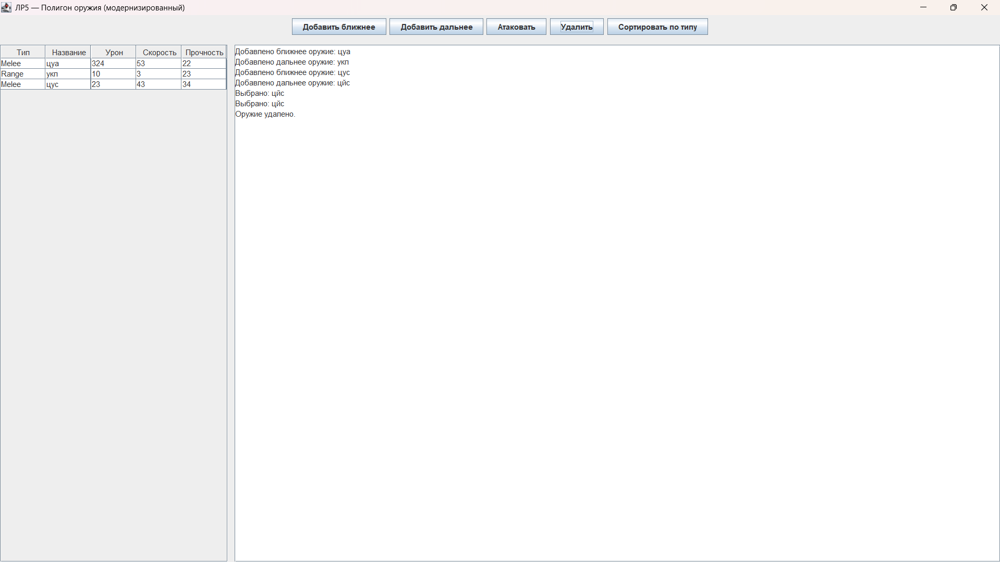 ЛР5 — Полигон оружия (модернизированный)
Добавить ближнее Добавить дальнее Атаковать Удалить Сортировать по типу
Тип Название Урон Скорость Прочность
Melee цуа 324 53 22
Range укп 10 3 23
Melee цус 23 43 34
Добавлено ближнее оружие: цуа
Добавлено дальнее оружие: укп
Добавлено ближнее оружие: цус
Добавлено дальнее оружие: цйс
Выбрано: цйс
Выбрано: цйс
Оружие удалено.